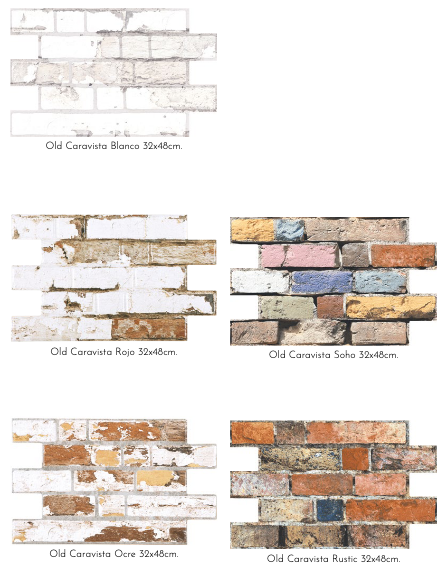 Old Caravista Blanco 32x48cm.
Old Caravista Rojo 32x48cm.
Old Caravista Soho 32x48cm.
Old Caravista Ocre 32x48cm.
Old Caravista Rustic 32x48cm.